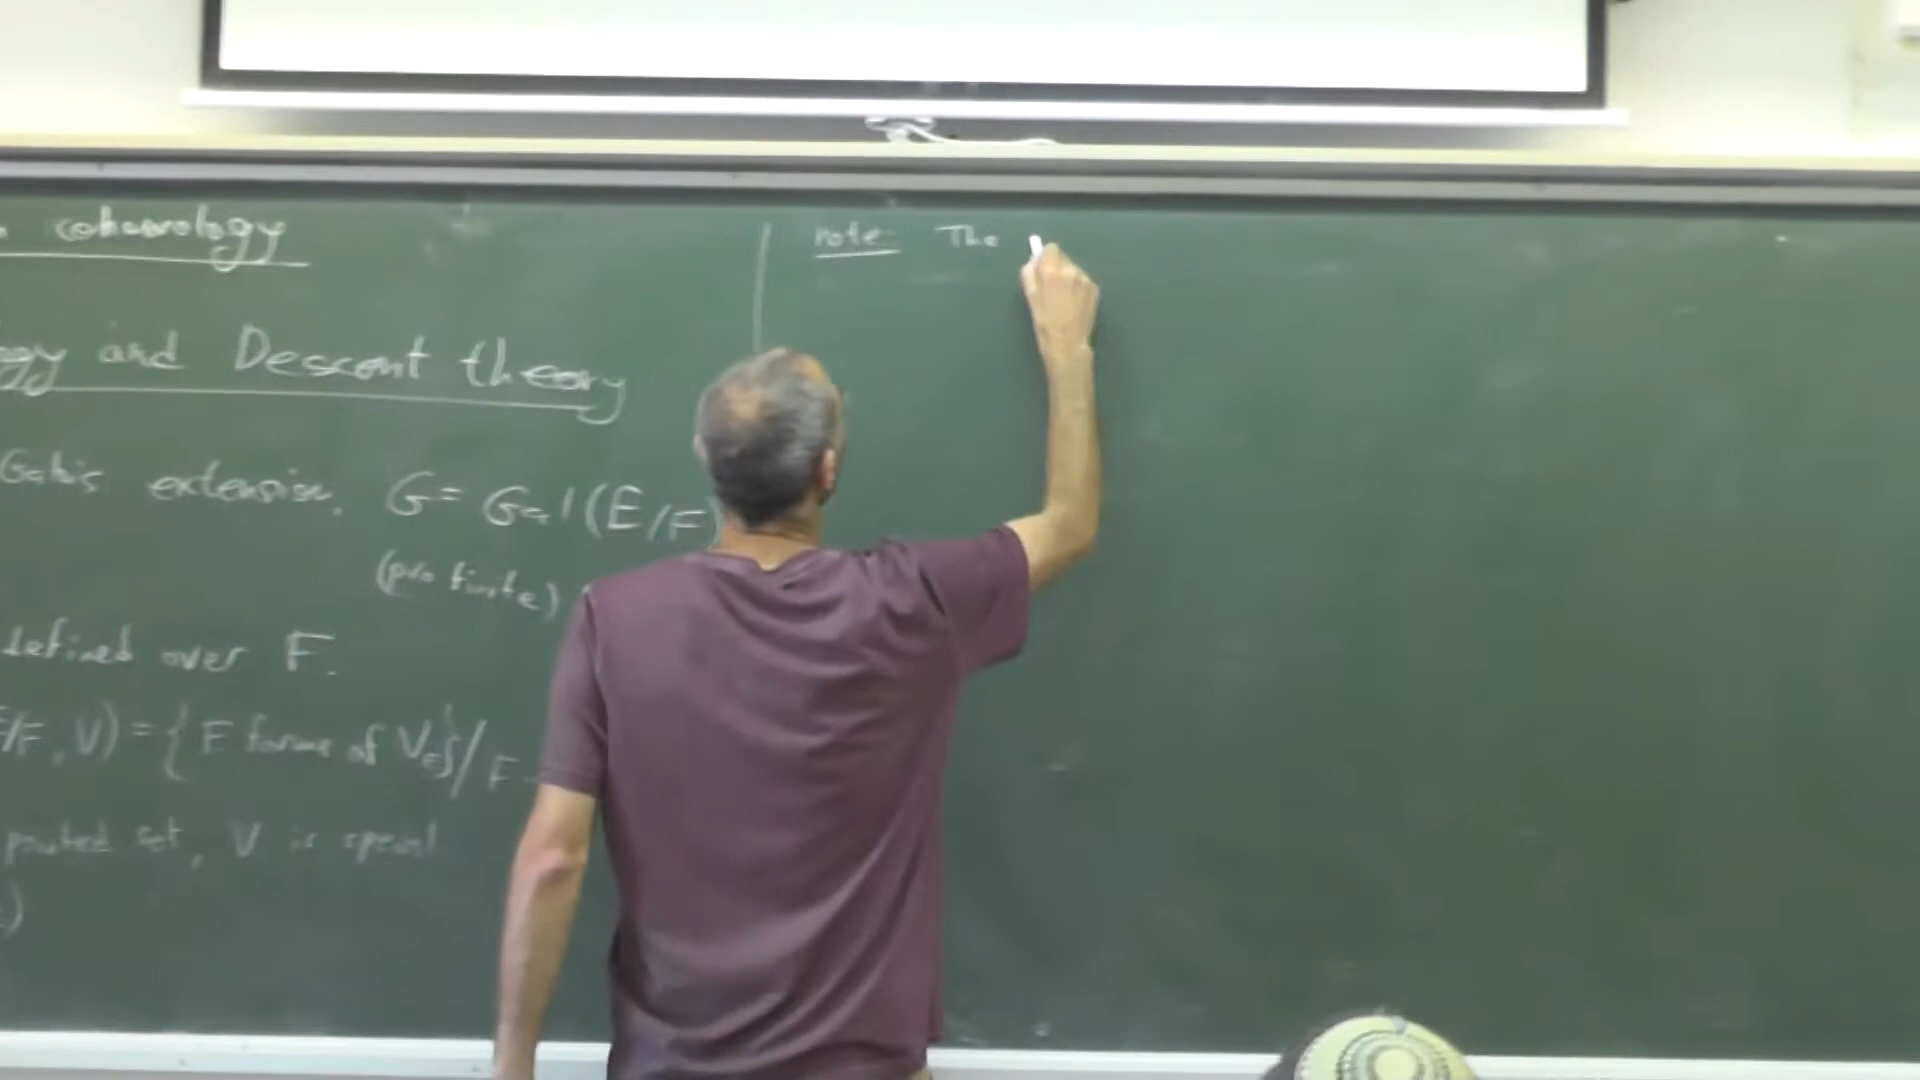 cohomology
and Descent theory
Galois extension. G = Gal(E/F)
(pro finite)
defined over F.
/F, V) = { F forms of V_E } / F
pointed set, V is special
note: The